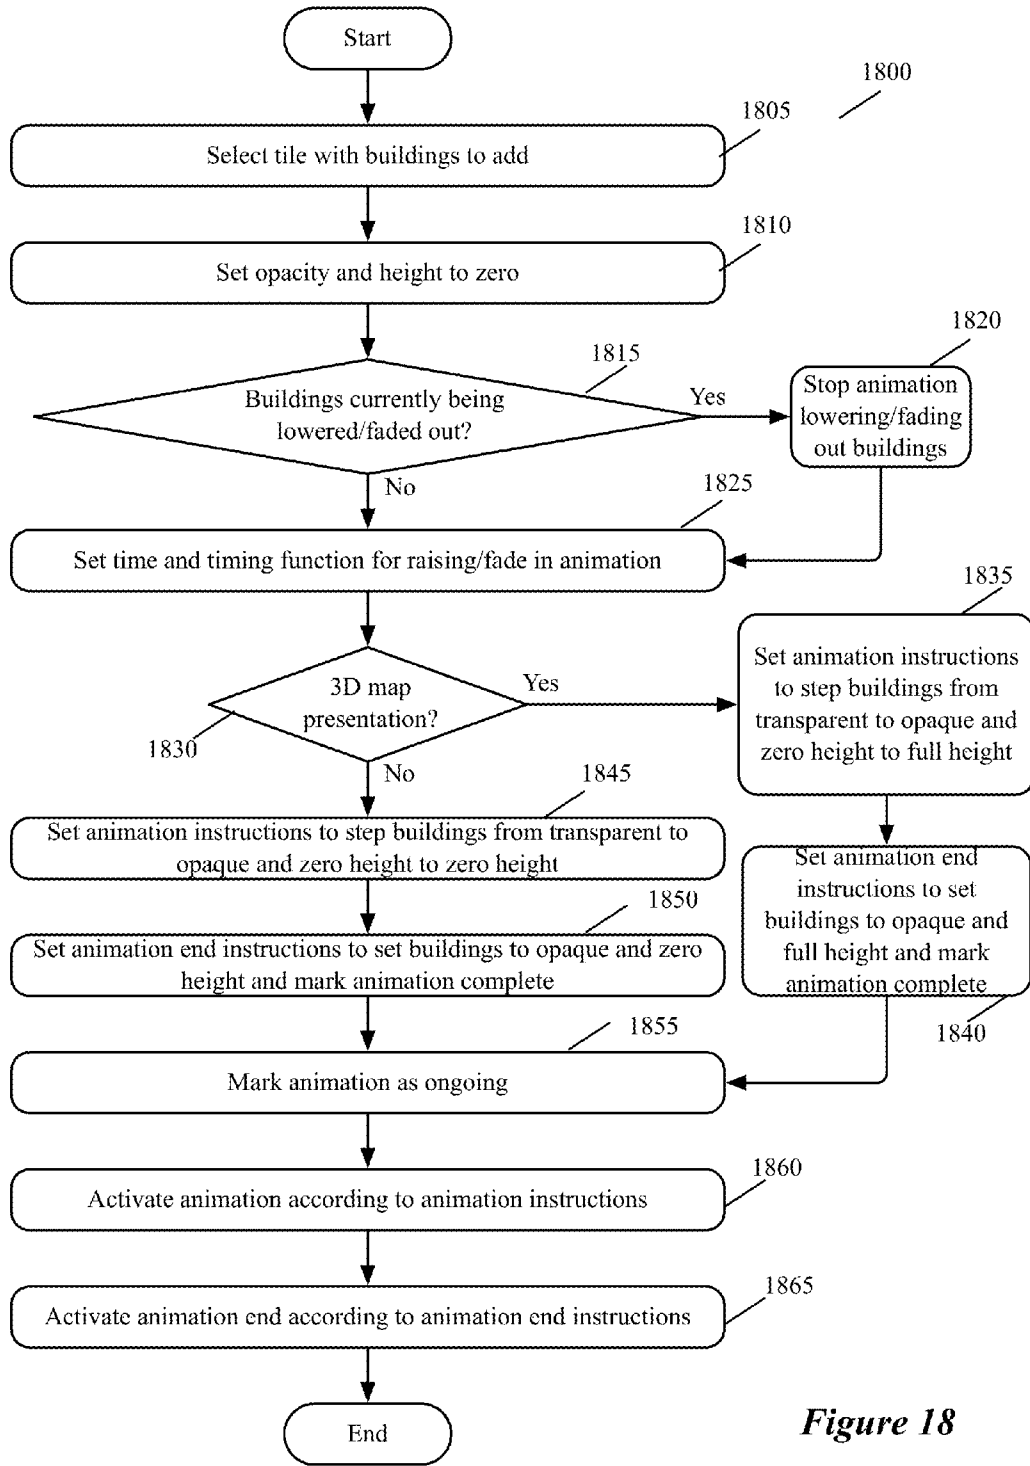 Start
1800
1805
Select tile with buildings to add
1810
Set opacity and height to zero
1815
Buildings currently being
lowered/faded out?
Yes
No
1820
Stop animation
lowering/fading
out buildings
1825
Set time and timing function for raising/fade in animation
3D map
presentation?
1830
Yes
No
1835
Set animation instructions
to step buildings from
transparent to opaque and
zero height to full height
Set animation end
instructions to set
buildings to opaque and
full height and mark
animation complete
1840
1845
Set animation instructions to step buildings from transparent to
opaque and zero height to zero height
1850
Set animation end instructions to set buildings to opaque and zero
height and mark animation complete
1855
Mark animation as ongoing
1860
Activate animation according to animation instructions
1865
Activate animation end according to animation end instructions
End
Figure 18